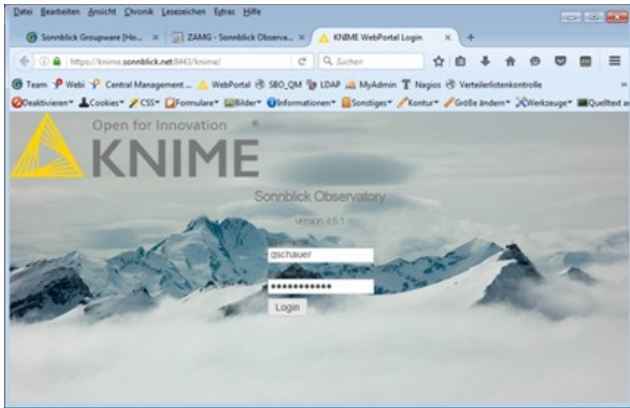 Datei Bearbeiten Ansicht Chronik Lesezeichen Extras Hilfe
Sonnblick Groupware [Ho... × ZAMG - Sonnblick Observa... × KNIME WebPortal Login × +
https://knime.sonnblick.net:8443/knime/ Suchen
Team Webi Central Management... WebPortal SBO_QM LDAP MyAdmin Nagios Verteilerlistenkontrolle
Deaktivieren Cookies CSS Formulare Bilder Informationen Sonstiges Kontur Größe ändern Werkzeuge Quelltext an
Open for Innovation ®
KNIME
Sonnblick Observatory
Version 4.6.1
gschauer
Login